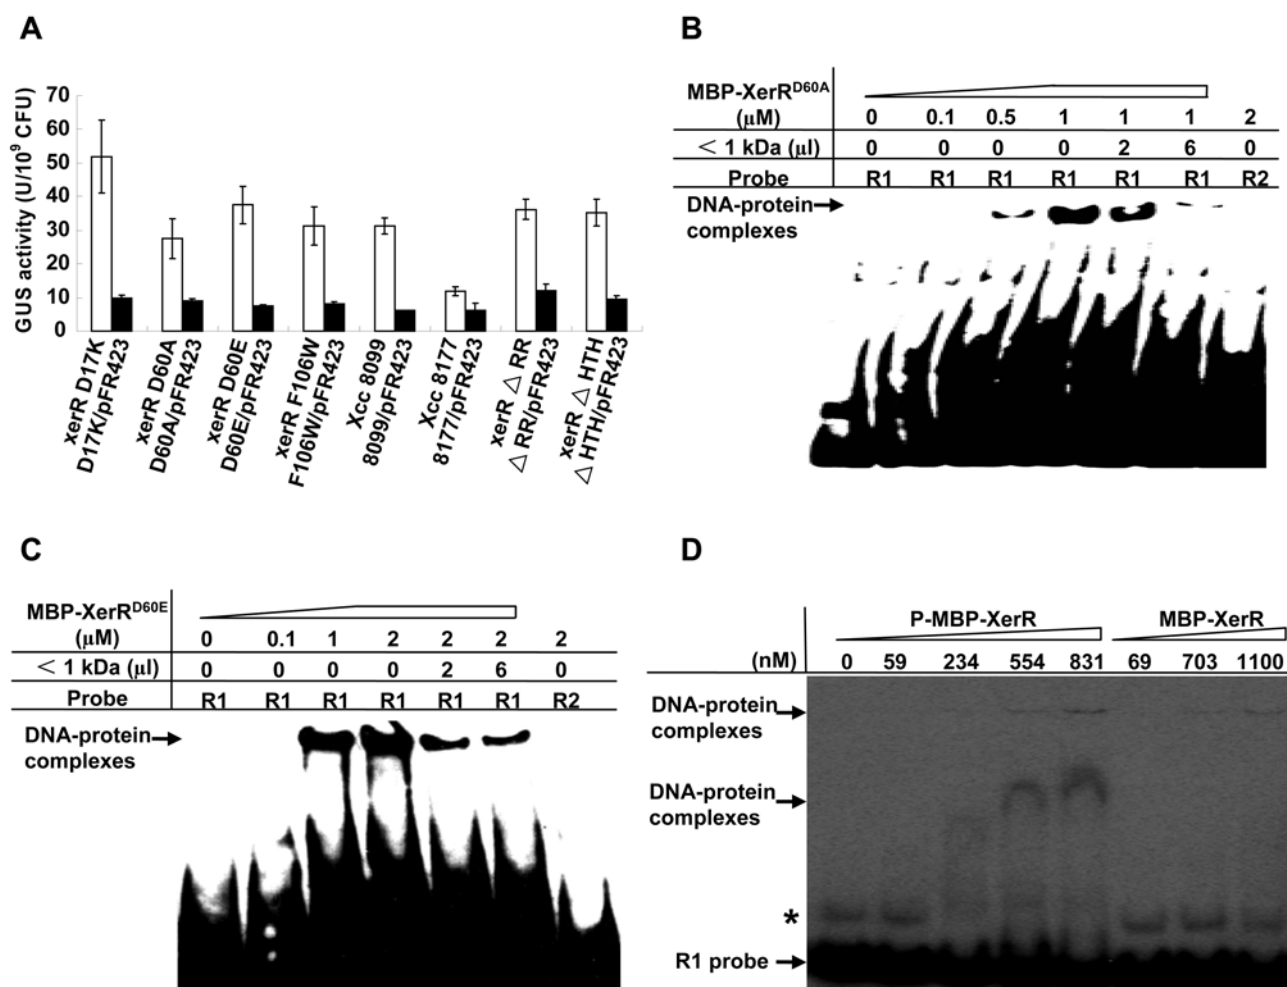 A
GUS activity (U/10⁹ CFU)
70
60
50
40
30
20
10
0
xerR D17K
D17K/pFR423
xerR D60A
D60A/pFR423
xerR D60E
D60E/pFR423
xerR F106W
F106W/pFR423
Xcc 8099
8099/pFR423
Xcc 8177
8177/pFR423
xerR △ RR
△ RR/pFR423
xerR △ HTH
△ HTH/pFR423
B
MBP-XerRᴰ⁶⁰ᴬ
(μM) 0 0.1 0.5 1 1 1 2
< 1 kDa (μl) 0 0 0 0 2 6 0
Probe R1 R1 R1 R1 R1 R1 R2
DNA-protein
complexes
C
MBP-XerRᴰ⁶⁰ᴱ
(μM) 0 0.1 1 2 2 2 2
< 1 kDa (μl) 0 0 0 0 2 6 0
Probe R1 R1 R1 R1 R1 R1 R2
DNA-protein
complexes
D
P-MBP-XerR MBP-XerR
(nM) 0 59 234 554 831 69 703 1100
DNA-protein
complexes
DNA-protein
complexes
*
R1 probe